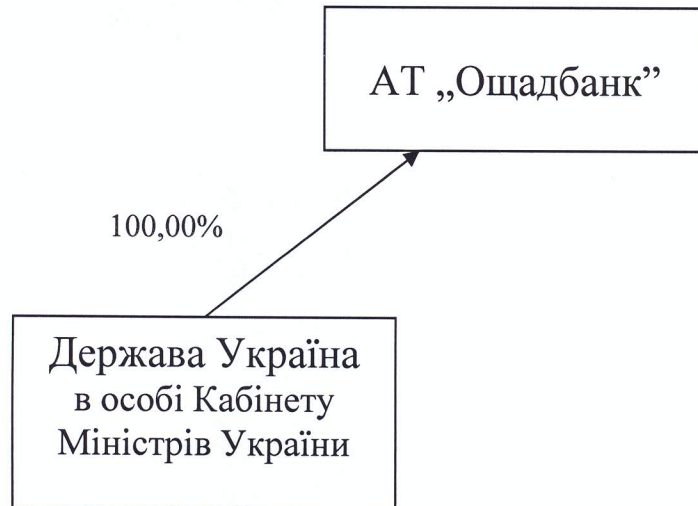 АТ „Ощадбанк”
100,00%
Держава Україна
в особі Кабінету
Міністрів України